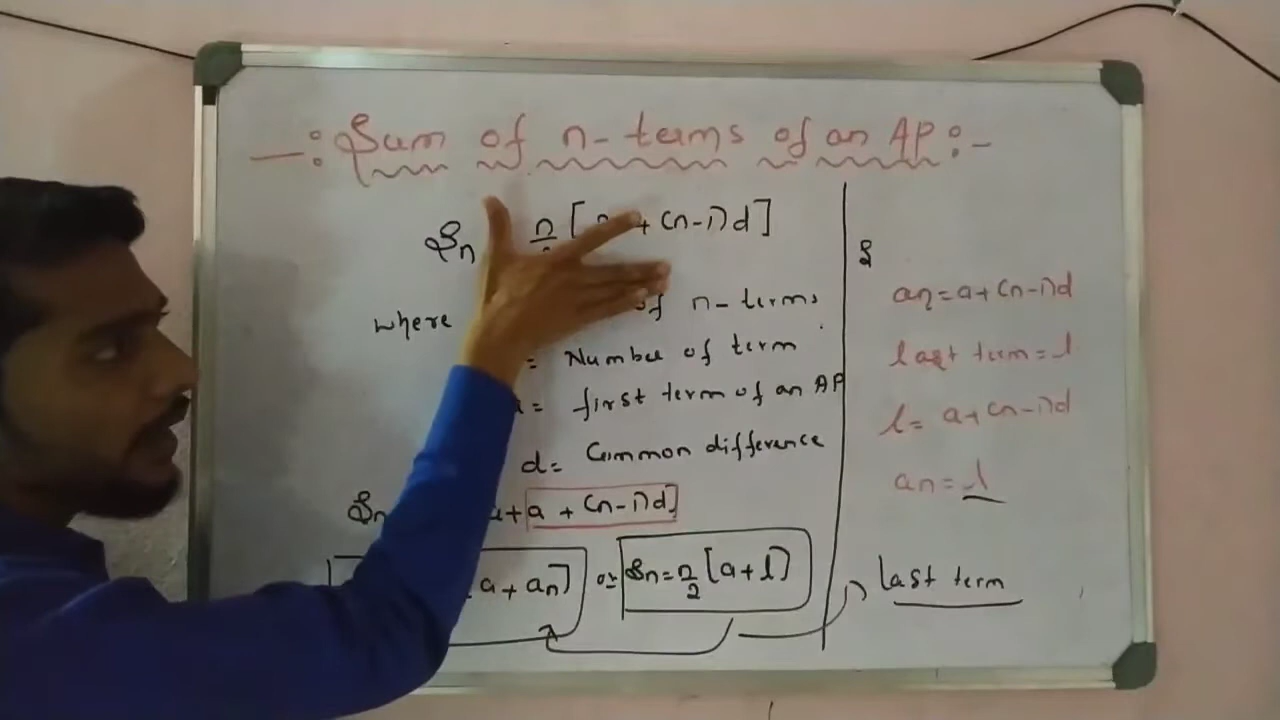 —: Sum of n- terms of an AP :-
Sn n/ [ + (n-1)d]
where of n- terms
= Number of term
= first term of an AP
d= Common difference
Sn + a + (n-1)d]
a + an] or Sn = n/2 [a + l)
an = a + (n-1)d
last term = l
l = a + (n-1)d
an = l
last term